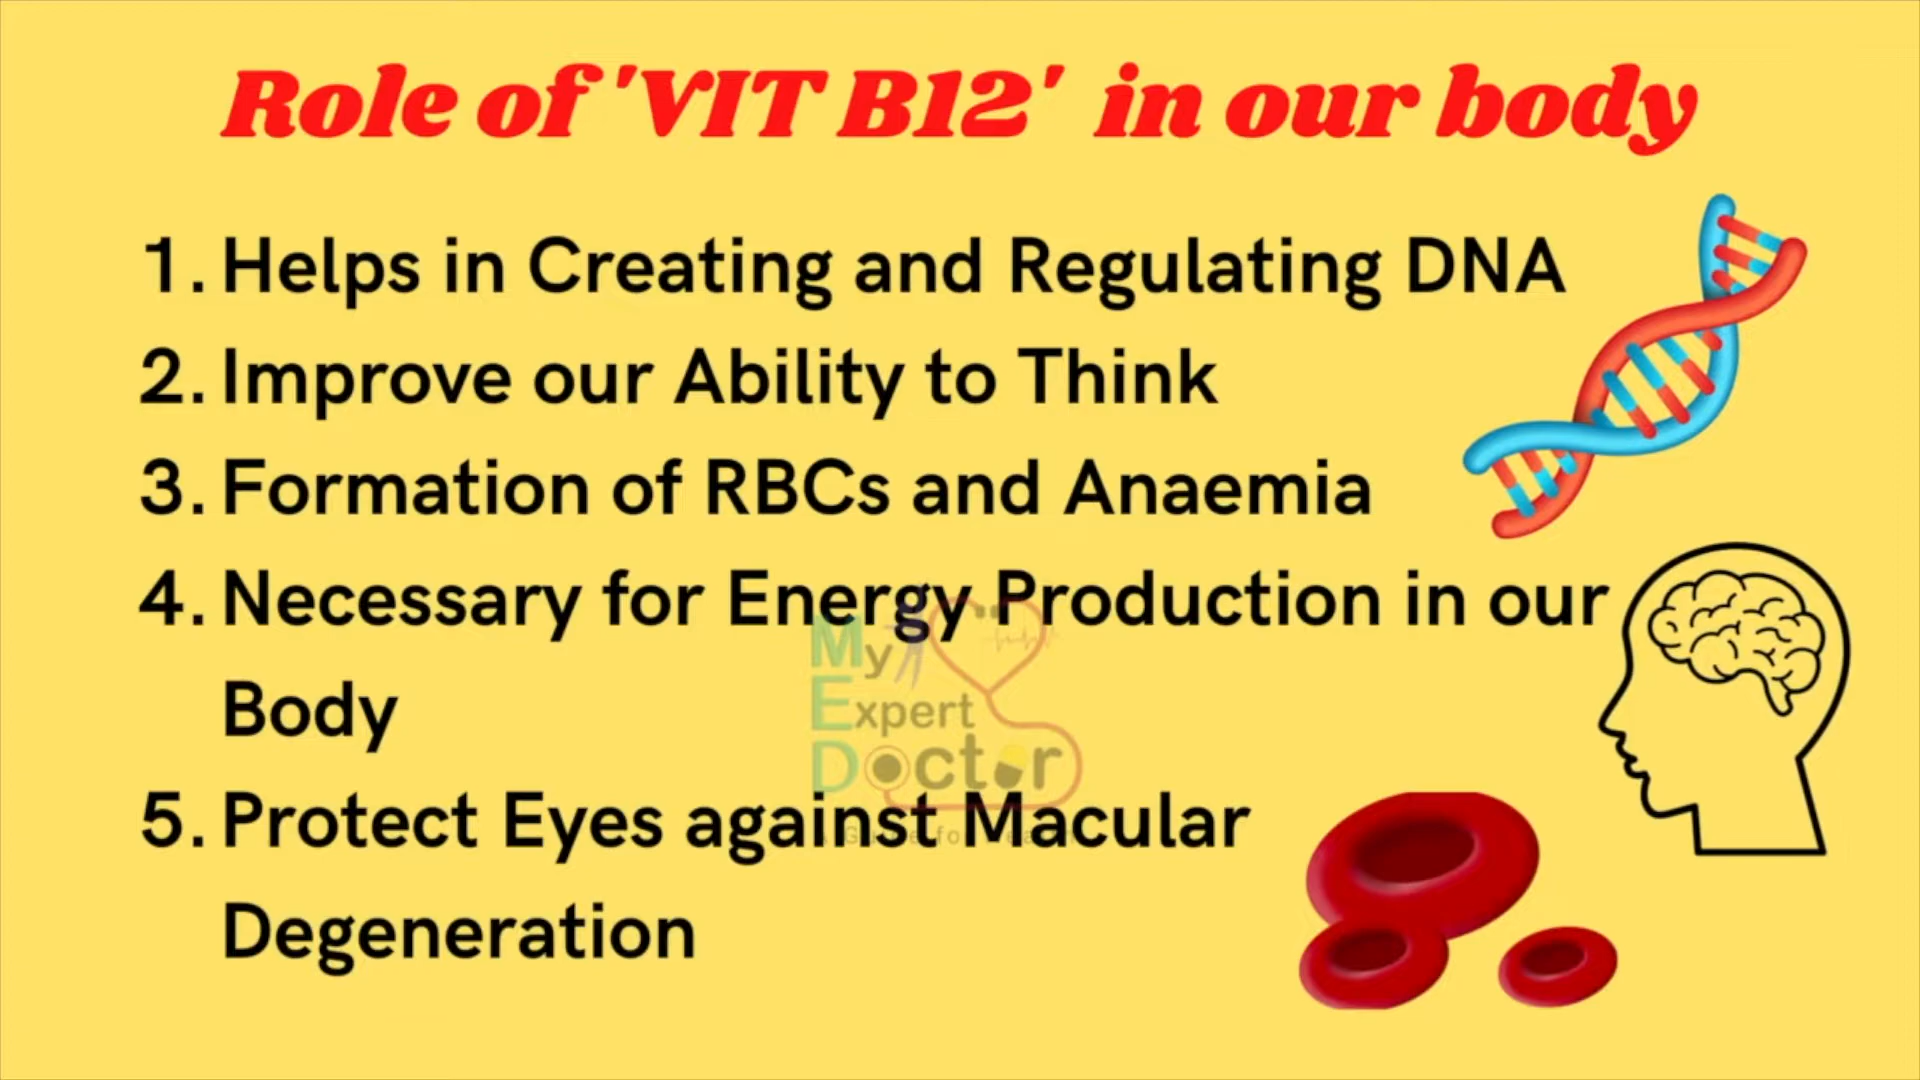 Role of 'VIT B12' in our body
1. Helps in Creating and Regulating DNA
2. Improve our Ability to Think
3. Formation of RBCs and Anaemia
4. Necessary for Energy Production in our
Body
5. Protect Eyes against Macular
Degeneration
My
Expert
Doctor